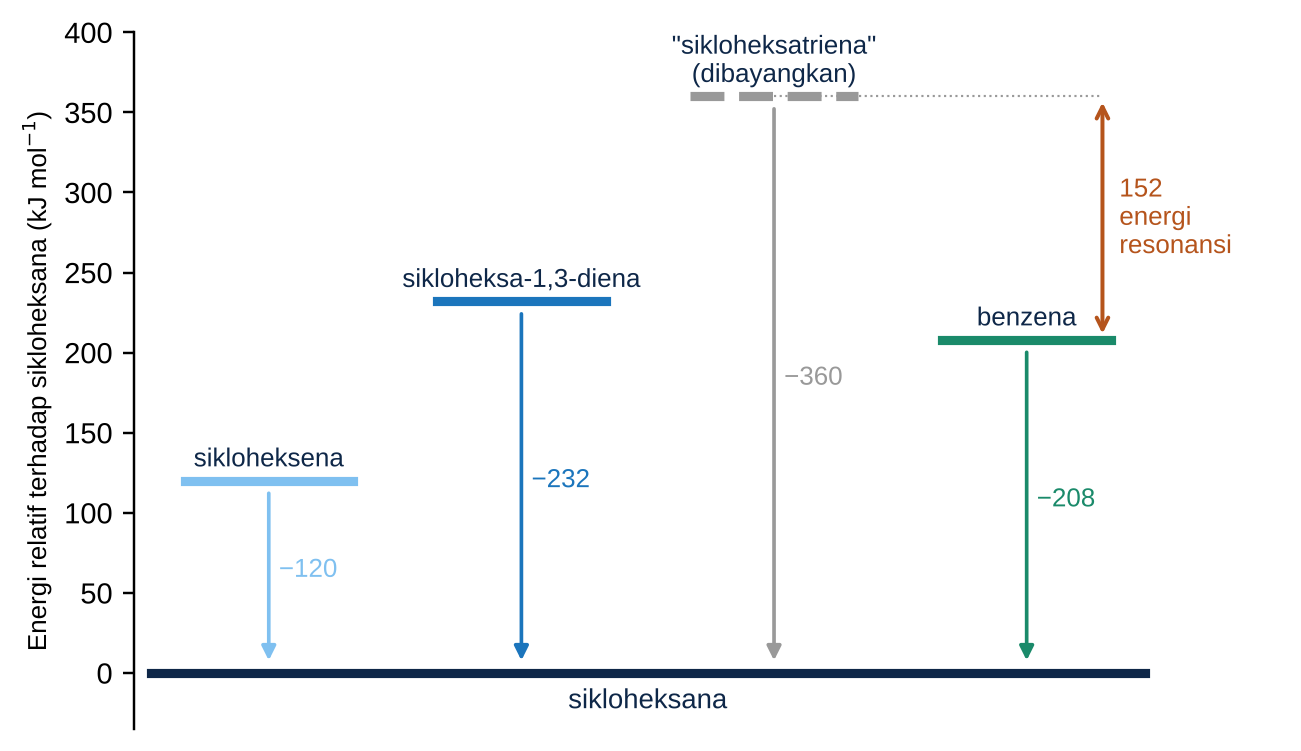 Energi relatif terhadap sikloheksana (kJ mol⁻¹)
400
350
300
250
200
150
100
50
0
"sikloheksatriena"
(dibayangkan)
152
energi
resonansi
sikloheksa-1,3-diena
benzena
−360
sikloheksena
−232
−208
−120
sikloheksana